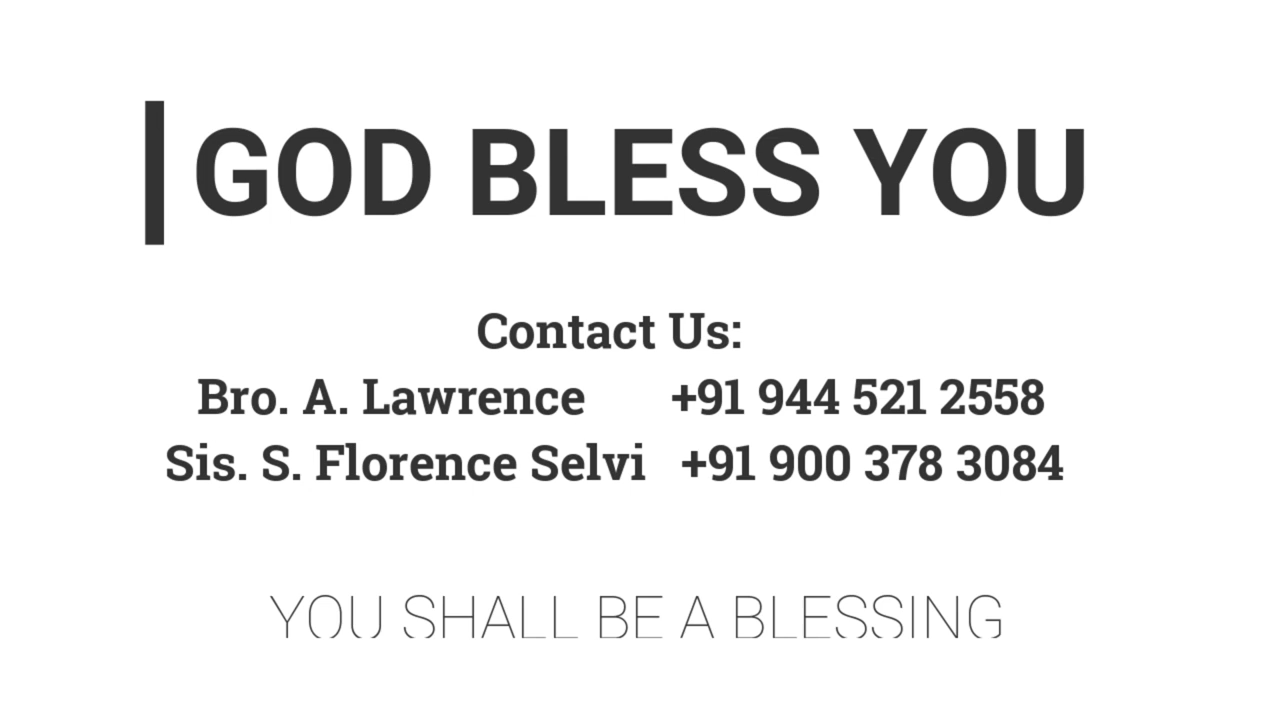 GOD BLESS YOU
Contact Us:
Bro. A. Lawrence +91 944 521 2558
Sis. S. Florence Selvi +91 900 378 3084
YOU SHALL BE A BLESSING